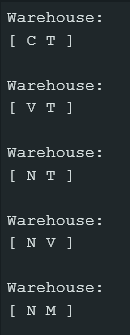 Warehouse:
[ C T ]
Warehouse:
[ V T ]
Warehouse:
[ N T ]
Warehouse:
[ N V ]
Warehouse:
[ N M ]